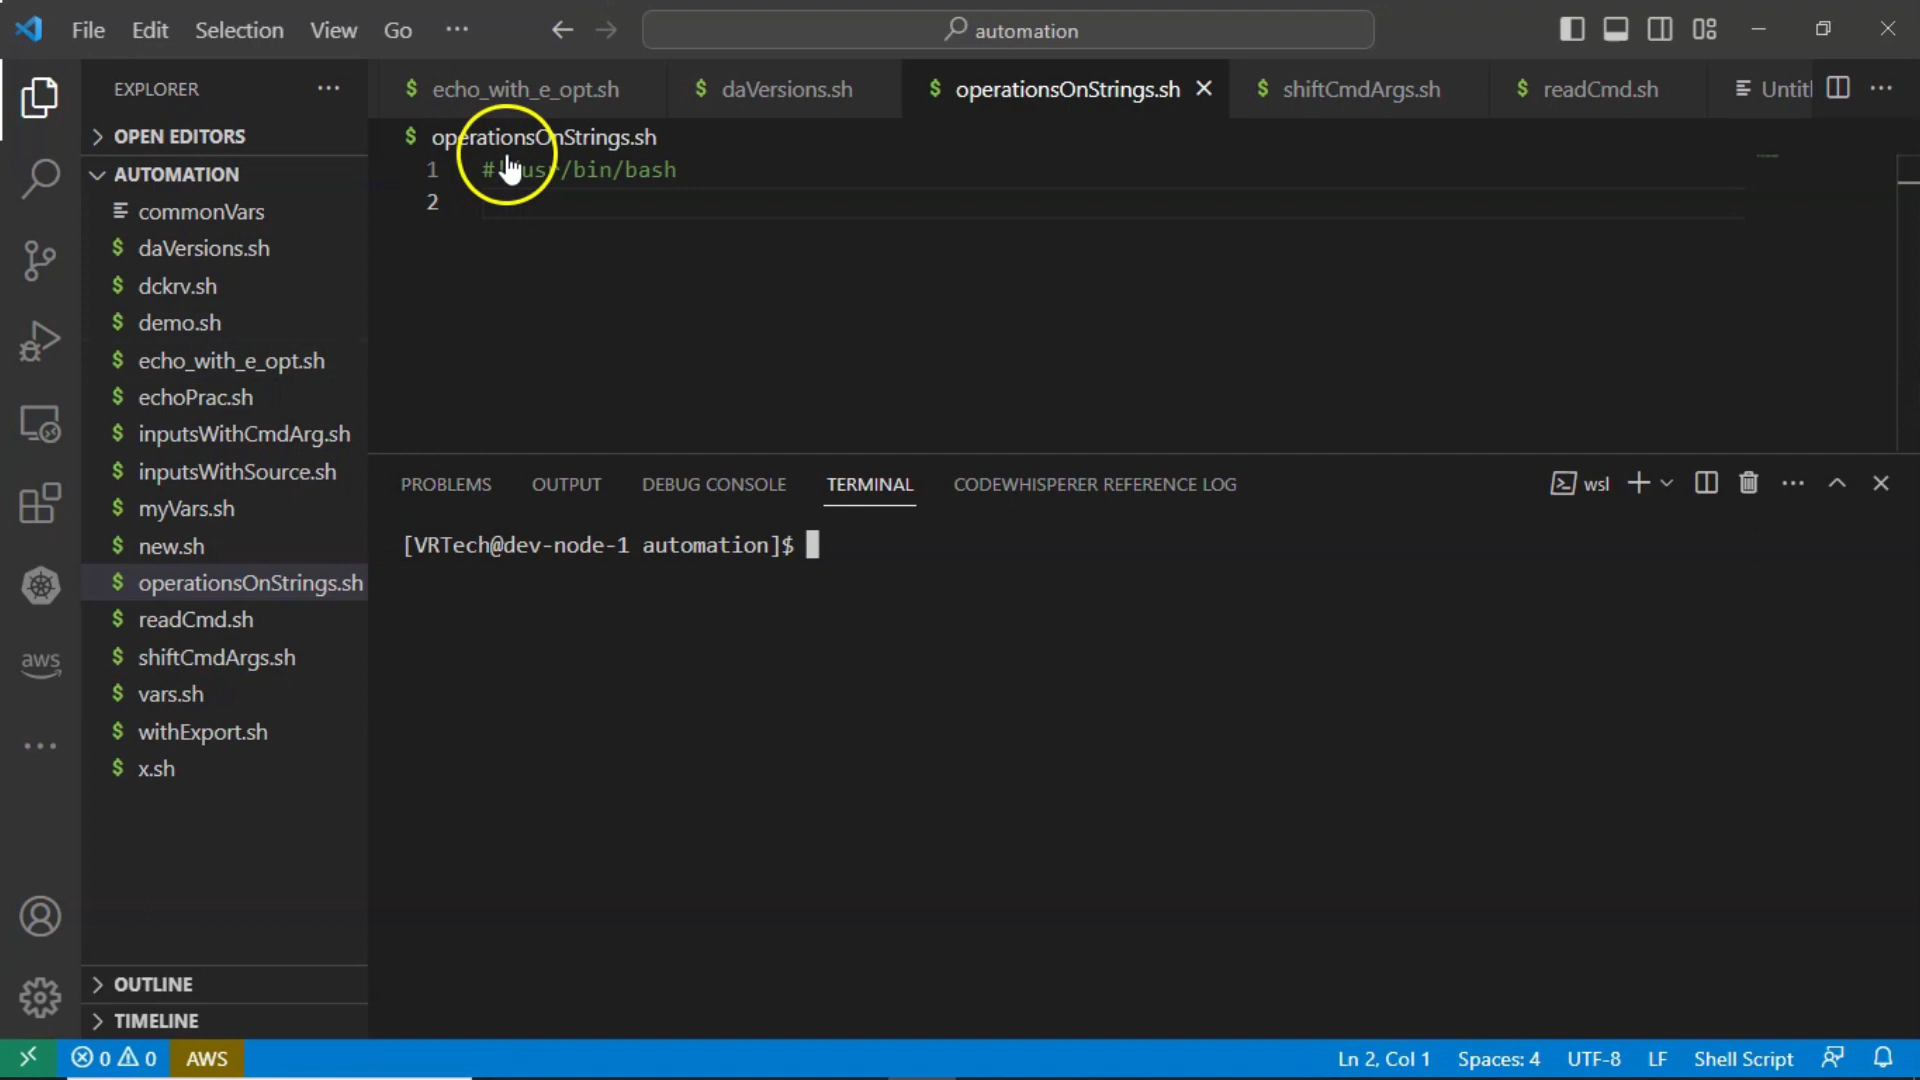 File Edit Selection View Go ··· automation
EXPLORER ···
OPEN EDITORS
AUTOMATION
commonVars
$ daVersions.sh
$ dckrv.sh
$ demo.sh
$ echo_with_e_opt.sh
$ echoPrac.sh
$ inputsWithCmdArg.sh
$ inputsWithSource.sh
$ myVars.sh
$ new.sh
$ operationsOnStrings.sh
$ readCmd.sh
$ shiftCmdArgs.sh
$ vars.sh
$ withExport.sh
$ x.sh
OUTLINE
TIMELINE
aws
$ echo_with_e_opt.sh $ daVersions.sh $ operationsOnStrings.sh $ shiftCmdArgs.sh $ readCmd.sh Untitl ···
$ operationsOnStrings.sh
1 #!/usr/bin/bash
2
PROBLEMS OUTPUT DEBUG CONSOLE TERMINAL CODEWHISPERER REFERENCE LOG wsl ···
[VRTech@dev-node-1 automation]$
0 0 AWS Ln 2, Col 1 Spaces: 4 UTF-8 LF Shell Script